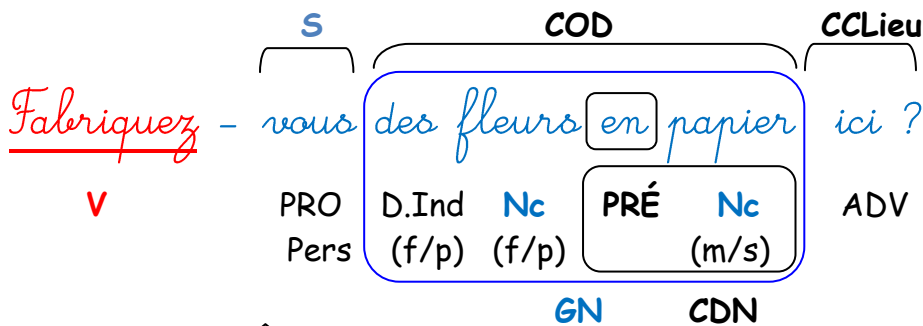 S COD CCLieu
Fabriquez - vous des fleurs en papier ici ?
V PRO D.Ind Nc PRÉ Nc ADV
Pers (f/p) (f/p) (m/s)
GN CDN